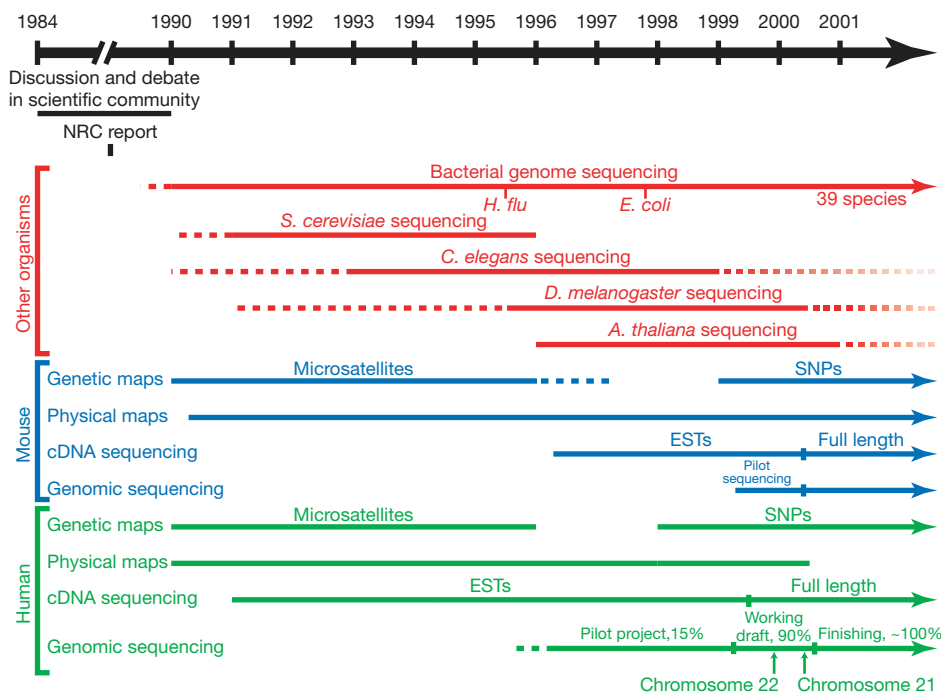 1984 1990 1991 1992 1993 1994 1995 1996 1997 1998 1999 2000 2001
Discussion and debate
in scientific community
NRC report
Other organisms
Bacterial genome sequencing
H. flu E. coli 39 species
S. cerevisiae sequencing
C. elegans sequencing
D. melanogaster sequencing
A. thaliana sequencing
Mouse
Genetic maps Microsatellites SNPs
Physical maps
cDNA sequencing ESTs Full length
Pilot
sequencing
Genomic sequencing
Human
Genetic maps Microsatellites SNPs
Physical maps
cDNA sequencing ESTs Full length
Genomic sequencing Pilot project,15%
Working
draft, 90%
Finishing, ~100%
Chromosome 22 Chromosome 21